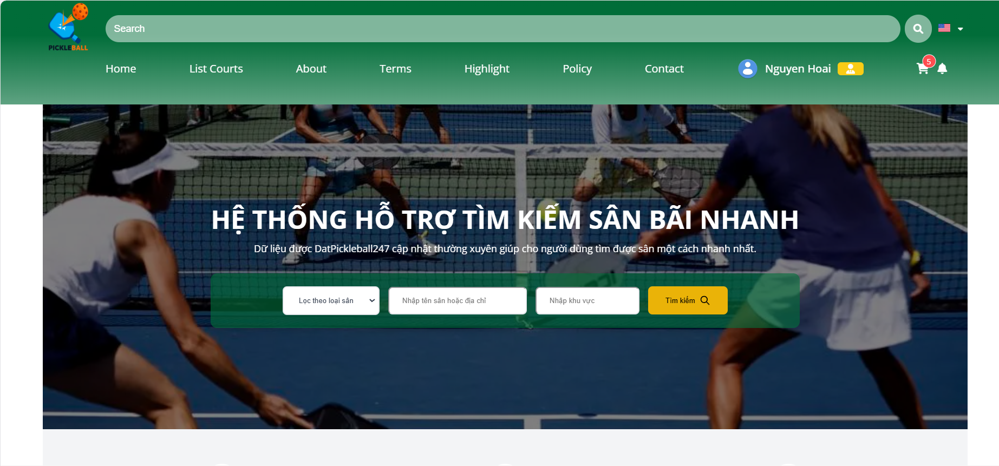 PICKLEBALL
Search
Home List Courts About Terms Highlight Policy Contact Nguyen Hoai 5
HỆ THỐNG HỖ TRỢ TÌM KIẾM SÂN BÃI NHANH
Dữ liệu được DatPickleball247 cập nhật thường xuyên giúp cho người dùng tìm được sân một cách nhanh nhất.
Lọc theo loại sân Nhập tên sân hoặc địa chỉ Nhập khu vực Tìm kiếm